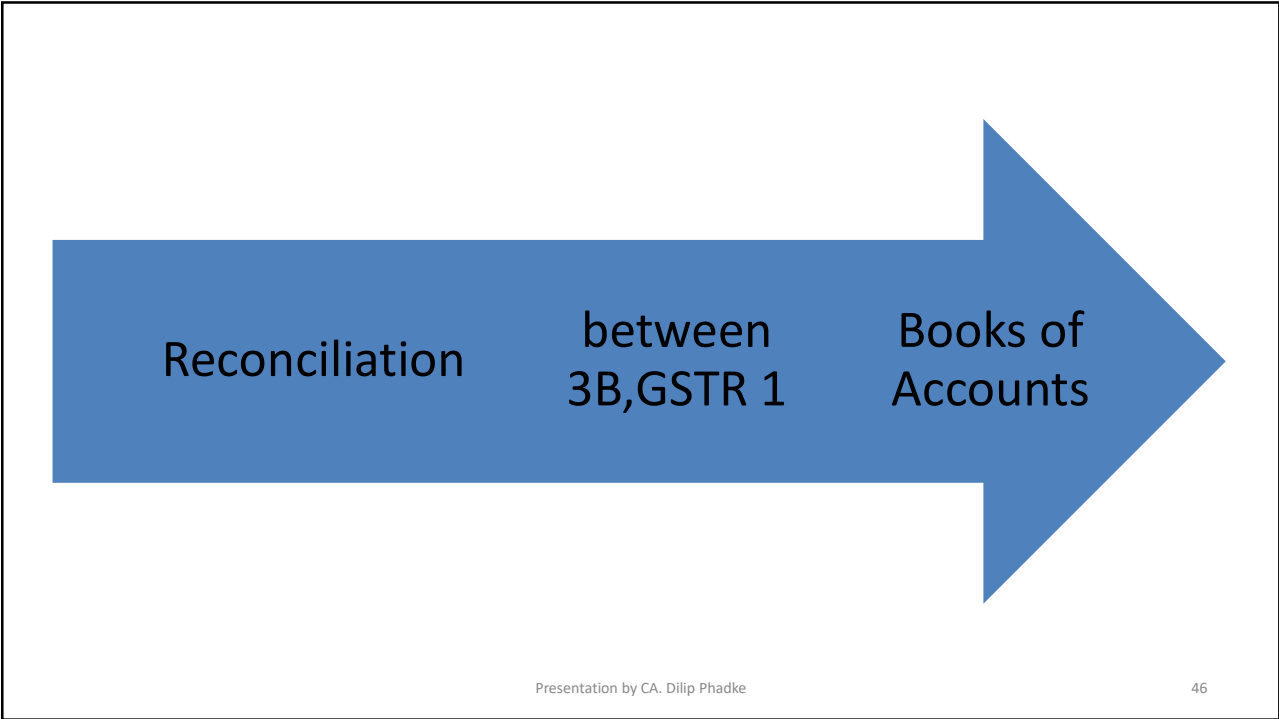 Reconciliation
between
3B,GSTR 1
Books of
Accounts
Presentation by CA. Dilip Phadke
46